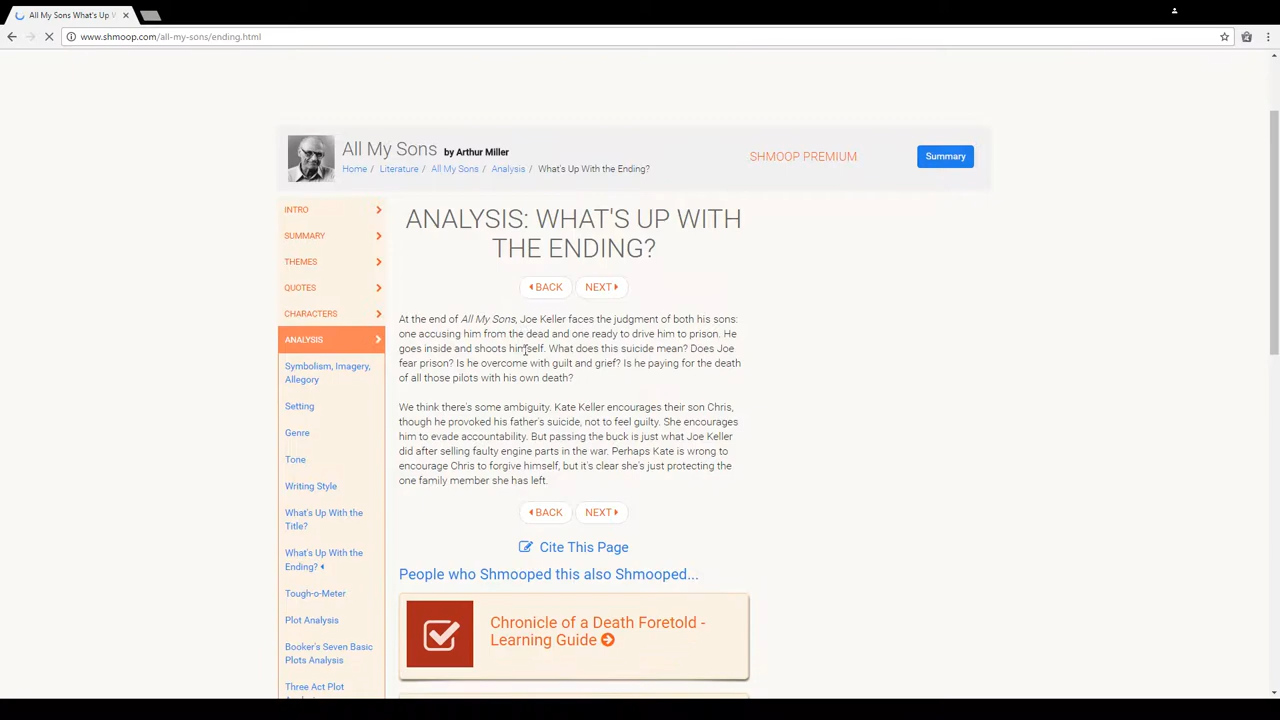 All My Sons What's Up W
www.shmoop.com/all-my-sons/ending.html
All My Sons by Arthur Miller
Home / Literature / All My Sons / Analysis / What's Up With the Ending?
SHMOOP PREMIUM
Summary
INTRO
SUMMARY
THEMES
QUOTES
CHARACTERS
ANALYSIS
Symbolism, Imagery,
Allegory
Setting
Genre
Tone
Writing Style
What's Up With the
Title?
What's Up With the
Ending?
Tough-o-Meter
Plot Analysis
Booker's Seven Basic
Plots Analysis
Three Act Plot
ANALYSIS: WHAT'S UP WITH
THE ENDING?
BACK NEXT
At the end of All My Sons, Joe Keller faces the judgment of both his sons:
one accusing him from the dead and one ready to drive him to prison. He
goes inside and shoots himself. What does this suicide mean? Does Joe
fear prison? Is he overcome with guilt and grief? Is he paying for the death
of all those pilots with his own death?
We think there's some ambiguity. Kate Keller encourages their son Chris,
though he provoked his father's suicide, not to feel guilty. She encourages
him to evade accountability. But passing the buck is just what Joe Keller
did after selling faulty engine parts in the war. Perhaps Kate is wrong to
encourage Chris to forgive himself, but it's clear she's just protecting the
one family member she has left.
BACK NEXT
Cite This Page
People who Shmooped this also Shmooped...
Chronicle of a Death Foretold -
Learning Guide